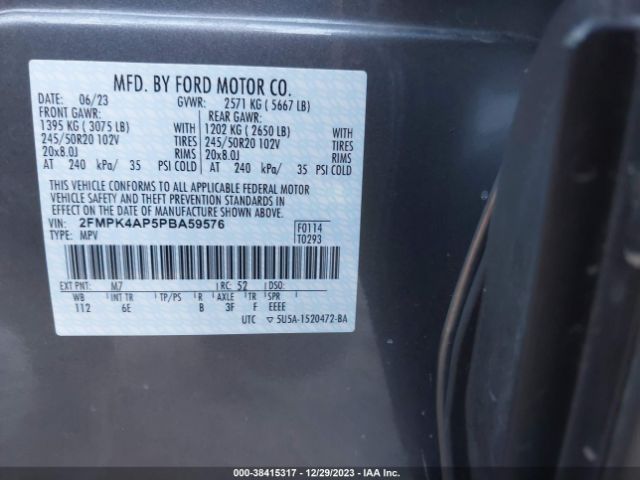 MFD. BY FORD MOTOR CO.
DATE: 06/23 GVWR: 2571 KG ( 5667 LB)
FRONT GAWR: REAR GAWR:
1395 KG ( 3075 LB) WITH 1202 KG ( 2650 LB) WITH
245/50R20 102V TIRES 245/50R20 102V TIRES
20x8.0J RIMS 20x8.0J RIMS
AT 240 kPa/ 35 PSI COLD AT 240 kPa/ 35 PSI COLD
THIS VEHICLE CONFORMS TO ALL APPLICABLE FEDERAL MOTOR
VEHICLE SAFETY AND THEFT PREVENTION STANDARDS IN
EFFECT ON THE DATE OF MANUFACTURE SHOWN ABOVE.
VIN: 2FMPK4AP5PBA59576 F0114
TYPE: MPV T0293
EXT PNT: M7 RC: 52 DSO:
WB INT TR TP/PS R AXLE TR SPR
112 6E B 3F F EEEE
UTC ▽ 5U5A-1520472-BA
000-38415317 - 12/29/2023 - IAAI.COM